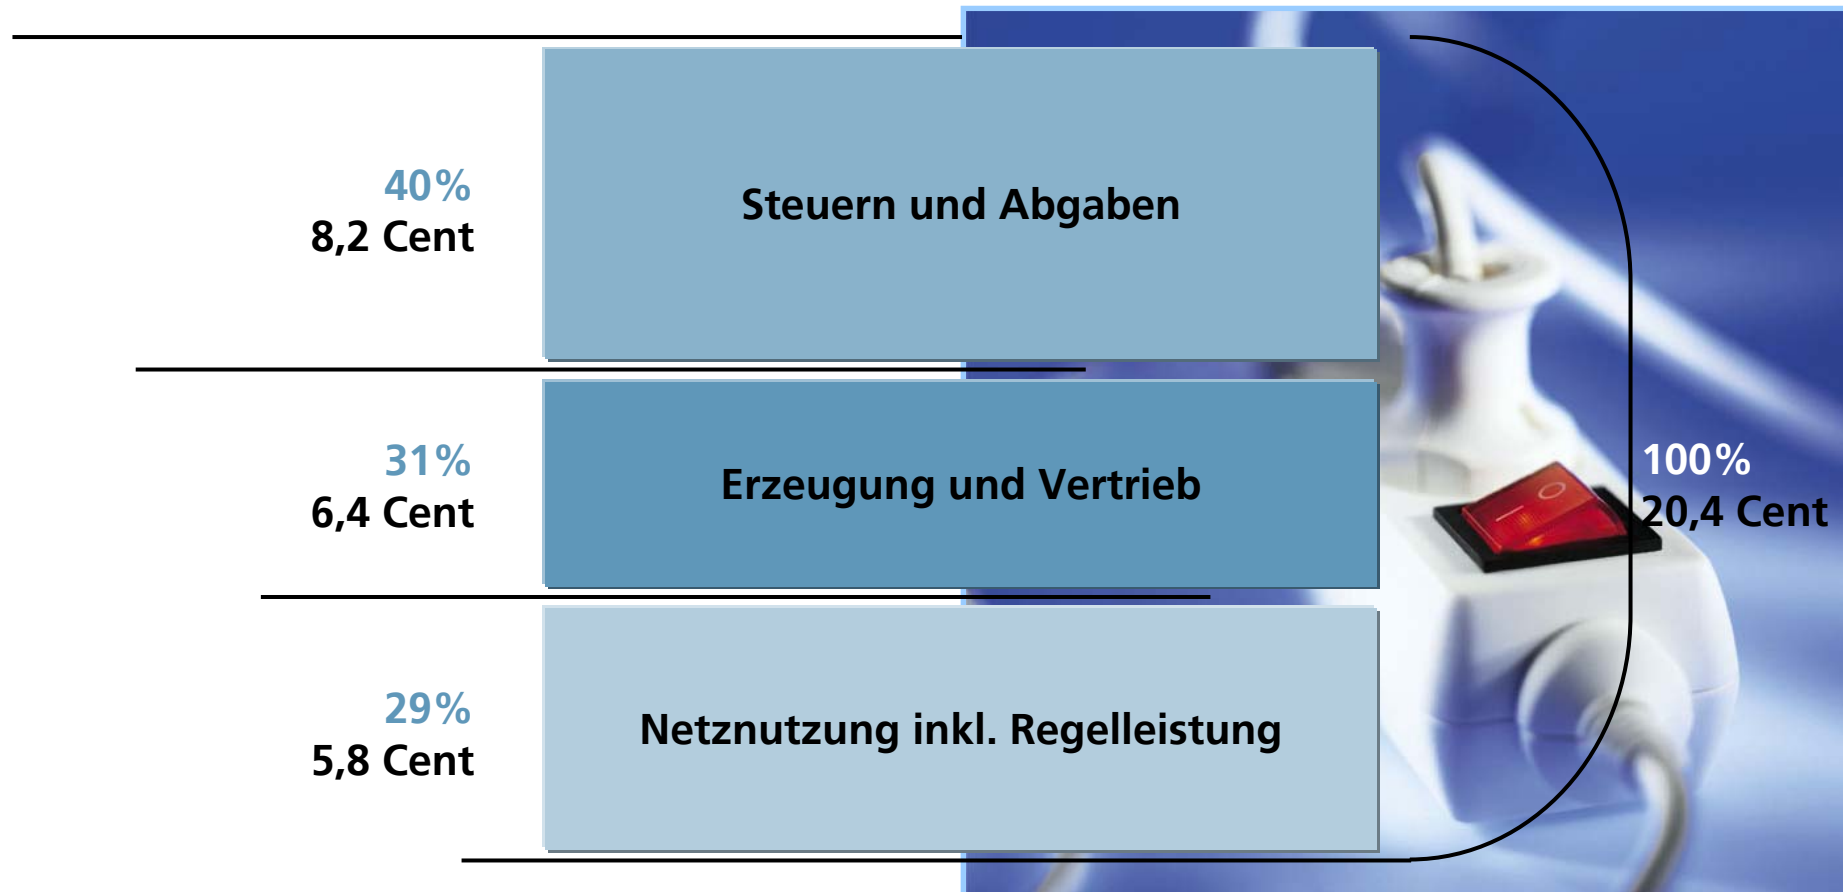 40%
8,2 Cent
Steuern und Abgaben
31%
6,4 Cent
Erzeugung und Vertrieb
100%
20,4 Cent
29%
5,8 Cent
Netznutzung inkl. Regelleistung